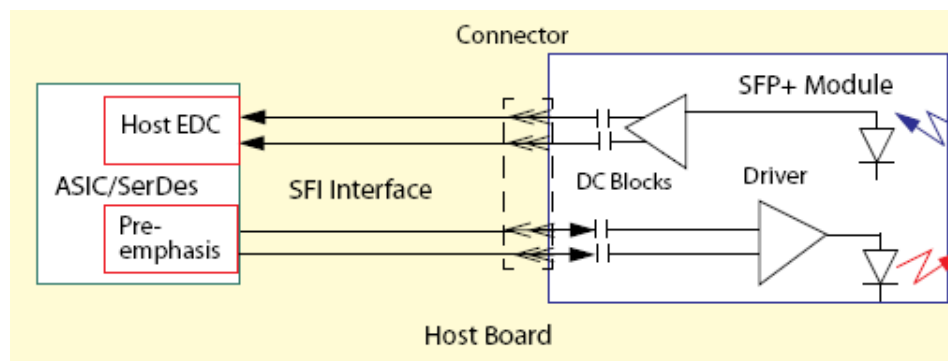 Connector
SFP+ Module
Host EDC
ASIC/SerDes
SFI Interface
DC Blocks
Driver
Pre-
emphasis
Host Board